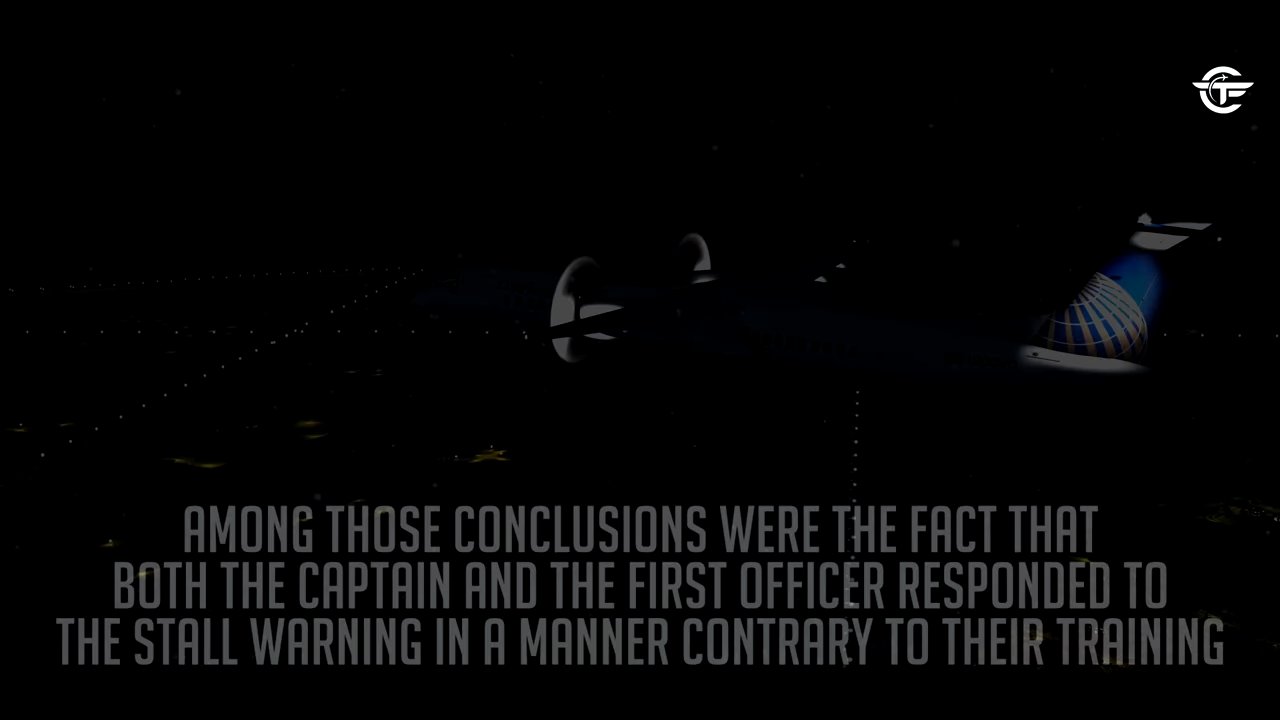 AMONG THOSE CONCLUSIONS WERE THE FACT THAT
BOTH THE CAPTAIN AND THE FIRST OFFICER RESPONDED TO
THE STALL WARNING IN A MANNER CONTRARY TO THEIR TRAINING